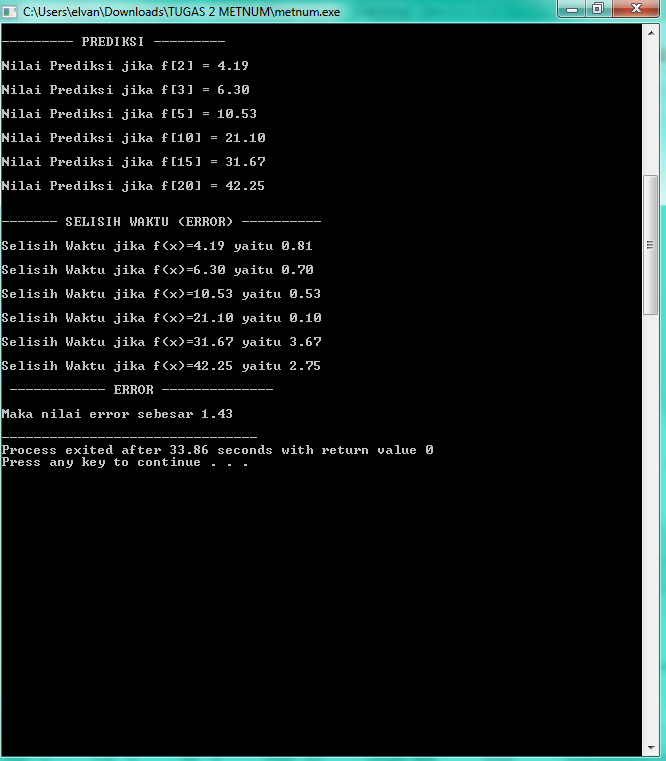 C:\Users\elvan\Downloads\TUGAS 2 METNUM\metnum.exe
--------- PREDIKSI ---------
Nilai Prediksi jika f[2] = 4.19
Nilai Prediksi jika f[3] = 6.30
Nilai Prediksi jika f[5] = 10.53
Nilai Prediksi jika f[10] = 21.10
Nilai Prediksi jika f[15] = 31.67
Nilai Prediksi jika f[20] = 42.25
------- SELISIH WAKTU (ERROR) ----------
Selisih Waktu jika f(x)=4.19 yaitu 0.81
Selisih Waktu jika f(x)=6.30 yaitu 0.70
Selisih Waktu jika f(x)=10.53 yaitu 0.53
Selisih Waktu jika f(x)=21.10 yaitu 0.10
Selisih Waktu jika f(x)=31.67 yaitu 3.67
Selisih Waktu jika f(x)=42.25 yaitu 2.75
------------ ERROR --------------
Maka nilai error sebesar 1.43
--------------------------------
Process exited after 33.86 seconds with return value 0
Press any key to continue . . .